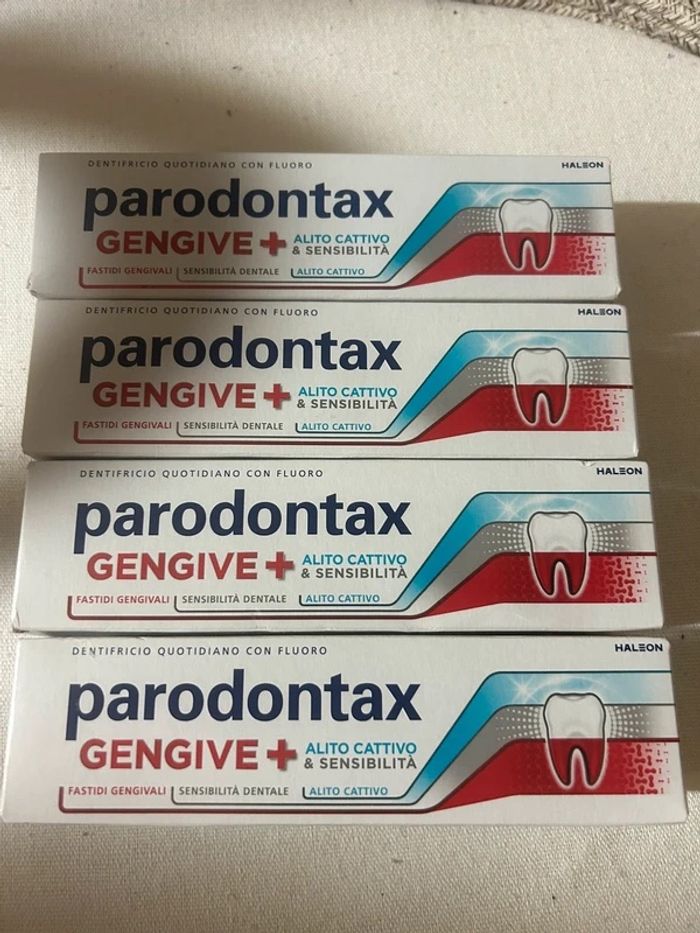 DENTIFRICIO QUOTIDIANO CON FLUORO
HALEON
parodontax
GENGIVE + ALITO CATTIVO
& SENSIBILITÀ
FASTIDI GENGIVALI SENSIBILITÀ DENTALE ALITO CATTIVO
DENTIFRICIO QUOTIDIANO CON FLUORO
HALEON
parodontax
GENGIVE + ALITO CATTIVO
& SENSIBILITÀ
FASTIDI GENGIVALI SENSIBILITÀ DENTALE ALITO CATTIVO
DENTIFRICIO QUOTIDIANO CON FLUORO
HALEON
parodontax
GENGIVE + ALITO CATTIVO
& SENSIBILITÀ
FASTIDI GENGIVALI SENSIBILITÀ DENTALE ALITO CATTIVO
DENTIFRICIO QUOTIDIANO CON FLUORO
HALEON
parodontax
GENGIVE + ALITO CATTIVO
& SENSIBILITÀ
FASTIDI GENGIVALI SENSIBILITÀ DENTALE ALITO CATTIVO